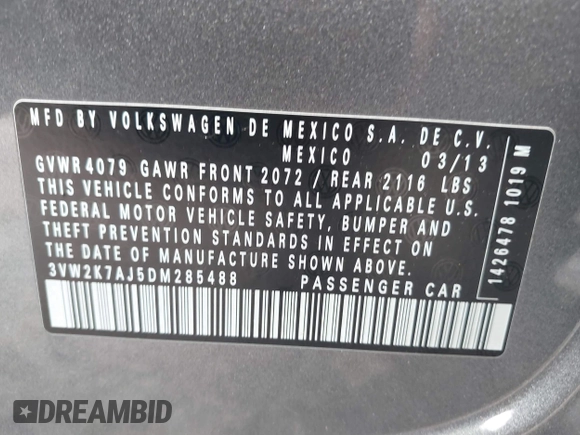 MFD BY VOLKSWAGEN DE MEXICO S.A. DE C.V.
MEXICO 03/13
GVWR 4079 GAWR FRONT 2072 / REAR 2116 LBS
THIS VEHICLE CONFORMS TO ALL APPLICABLE U.S.
FEDERAL MOTOR VEHICLE SAFETY, BUMPER AND
THEFT PREVENTION STANDARDS IN EFFECT ON
THE DATE OF MANUFACTURE SHOWN ABOVE.
3VW2K7AJ5DM285488 PASSENGER CAR
1426478 1019 M
DREAMBID